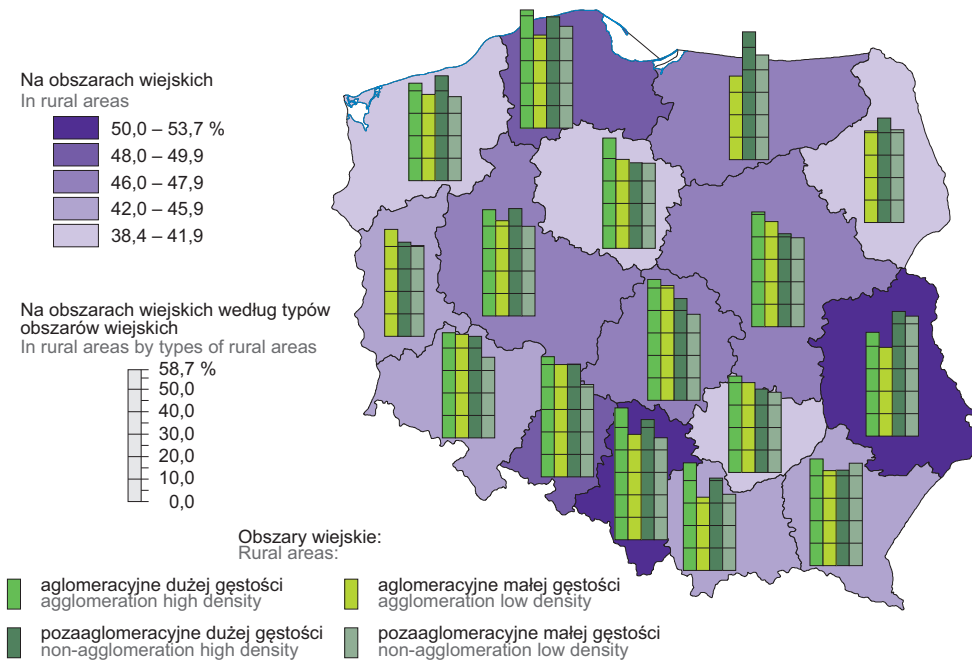 Na obszarach wiejskich
In rural areas
50,0 – 53,7 %
48,0 – 49,9
46,0 – 47,9
42,0 – 45,9
38,4 – 41,9
Na obszarach wiejskich według typów
obszarów wiejskich
In rural areas by types of rural areas
58,7 %
50,0
40,0
30,0
20,0
10,0
0,0
Obszary wiejskie:
Rural areas:
aglomeracyjne dużej gęstości
agglomeration high density
aglomeracyjne małej gęstości
agglomeration low density
pozaaglomeracyjne dużej gęstości
non-agglomeration high density
pozaaglomeracyjne małej gęstości
non-agglomeration low density